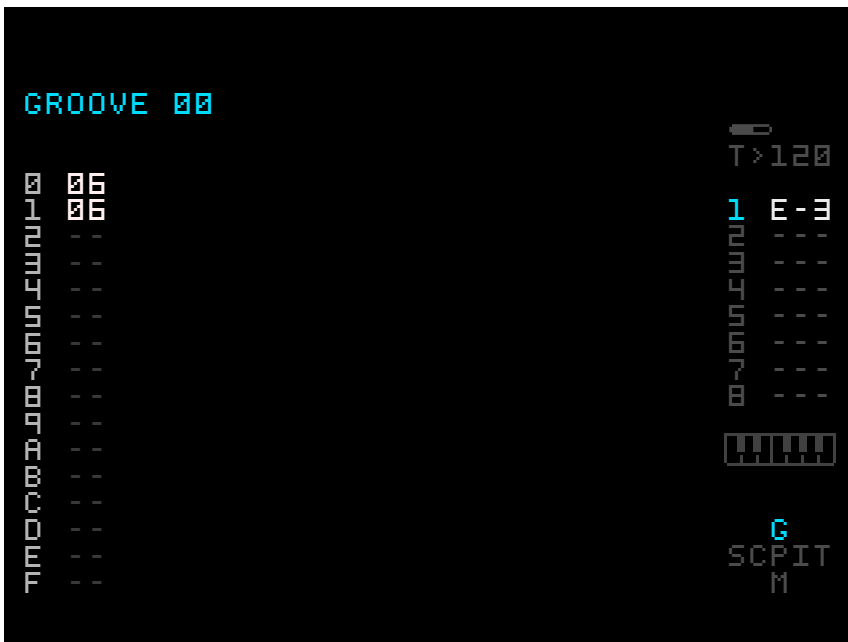 GROOVE 00
T>120
0 06
1 06 1 E-3
2 -- 2 ---
3 -- 3 ---
4 -- 4 ---
5 -- 5 ---
6 -- 6 ---
7 -- 7 ---
8 -- 8 ---
9 --
A --
B --
C --
D -- G
E -- SCPIT
F -- M